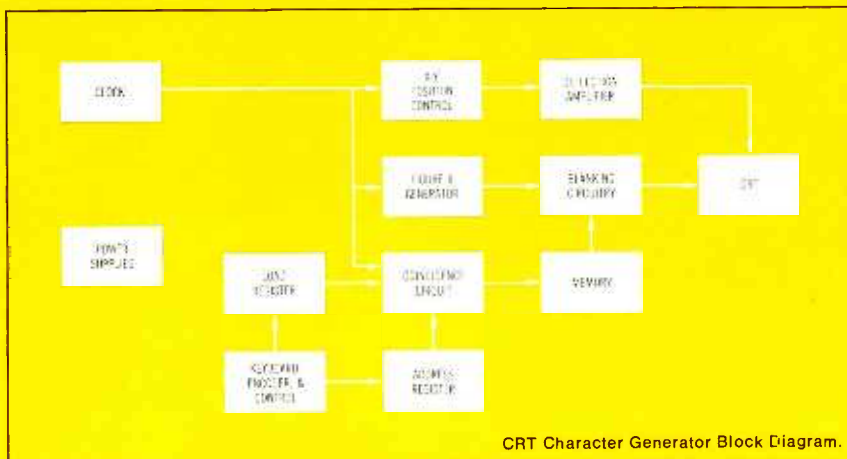 CLOCK
X-Y
POSITION
CONTROL
DEFLECTION
AMPLIFIER
FIGURE 8
GENERATOR
BLANKING
CIRCUITRY
CRT
POWER
SUPPLIES
LOAD
REGISTER
COINCIDENCE
CIRCUIT
MEMORY
KEYBOARD
ENCODER, &
CONTROL
ADDRESS
REGISTER
CRT Character Generator Block Diagram.